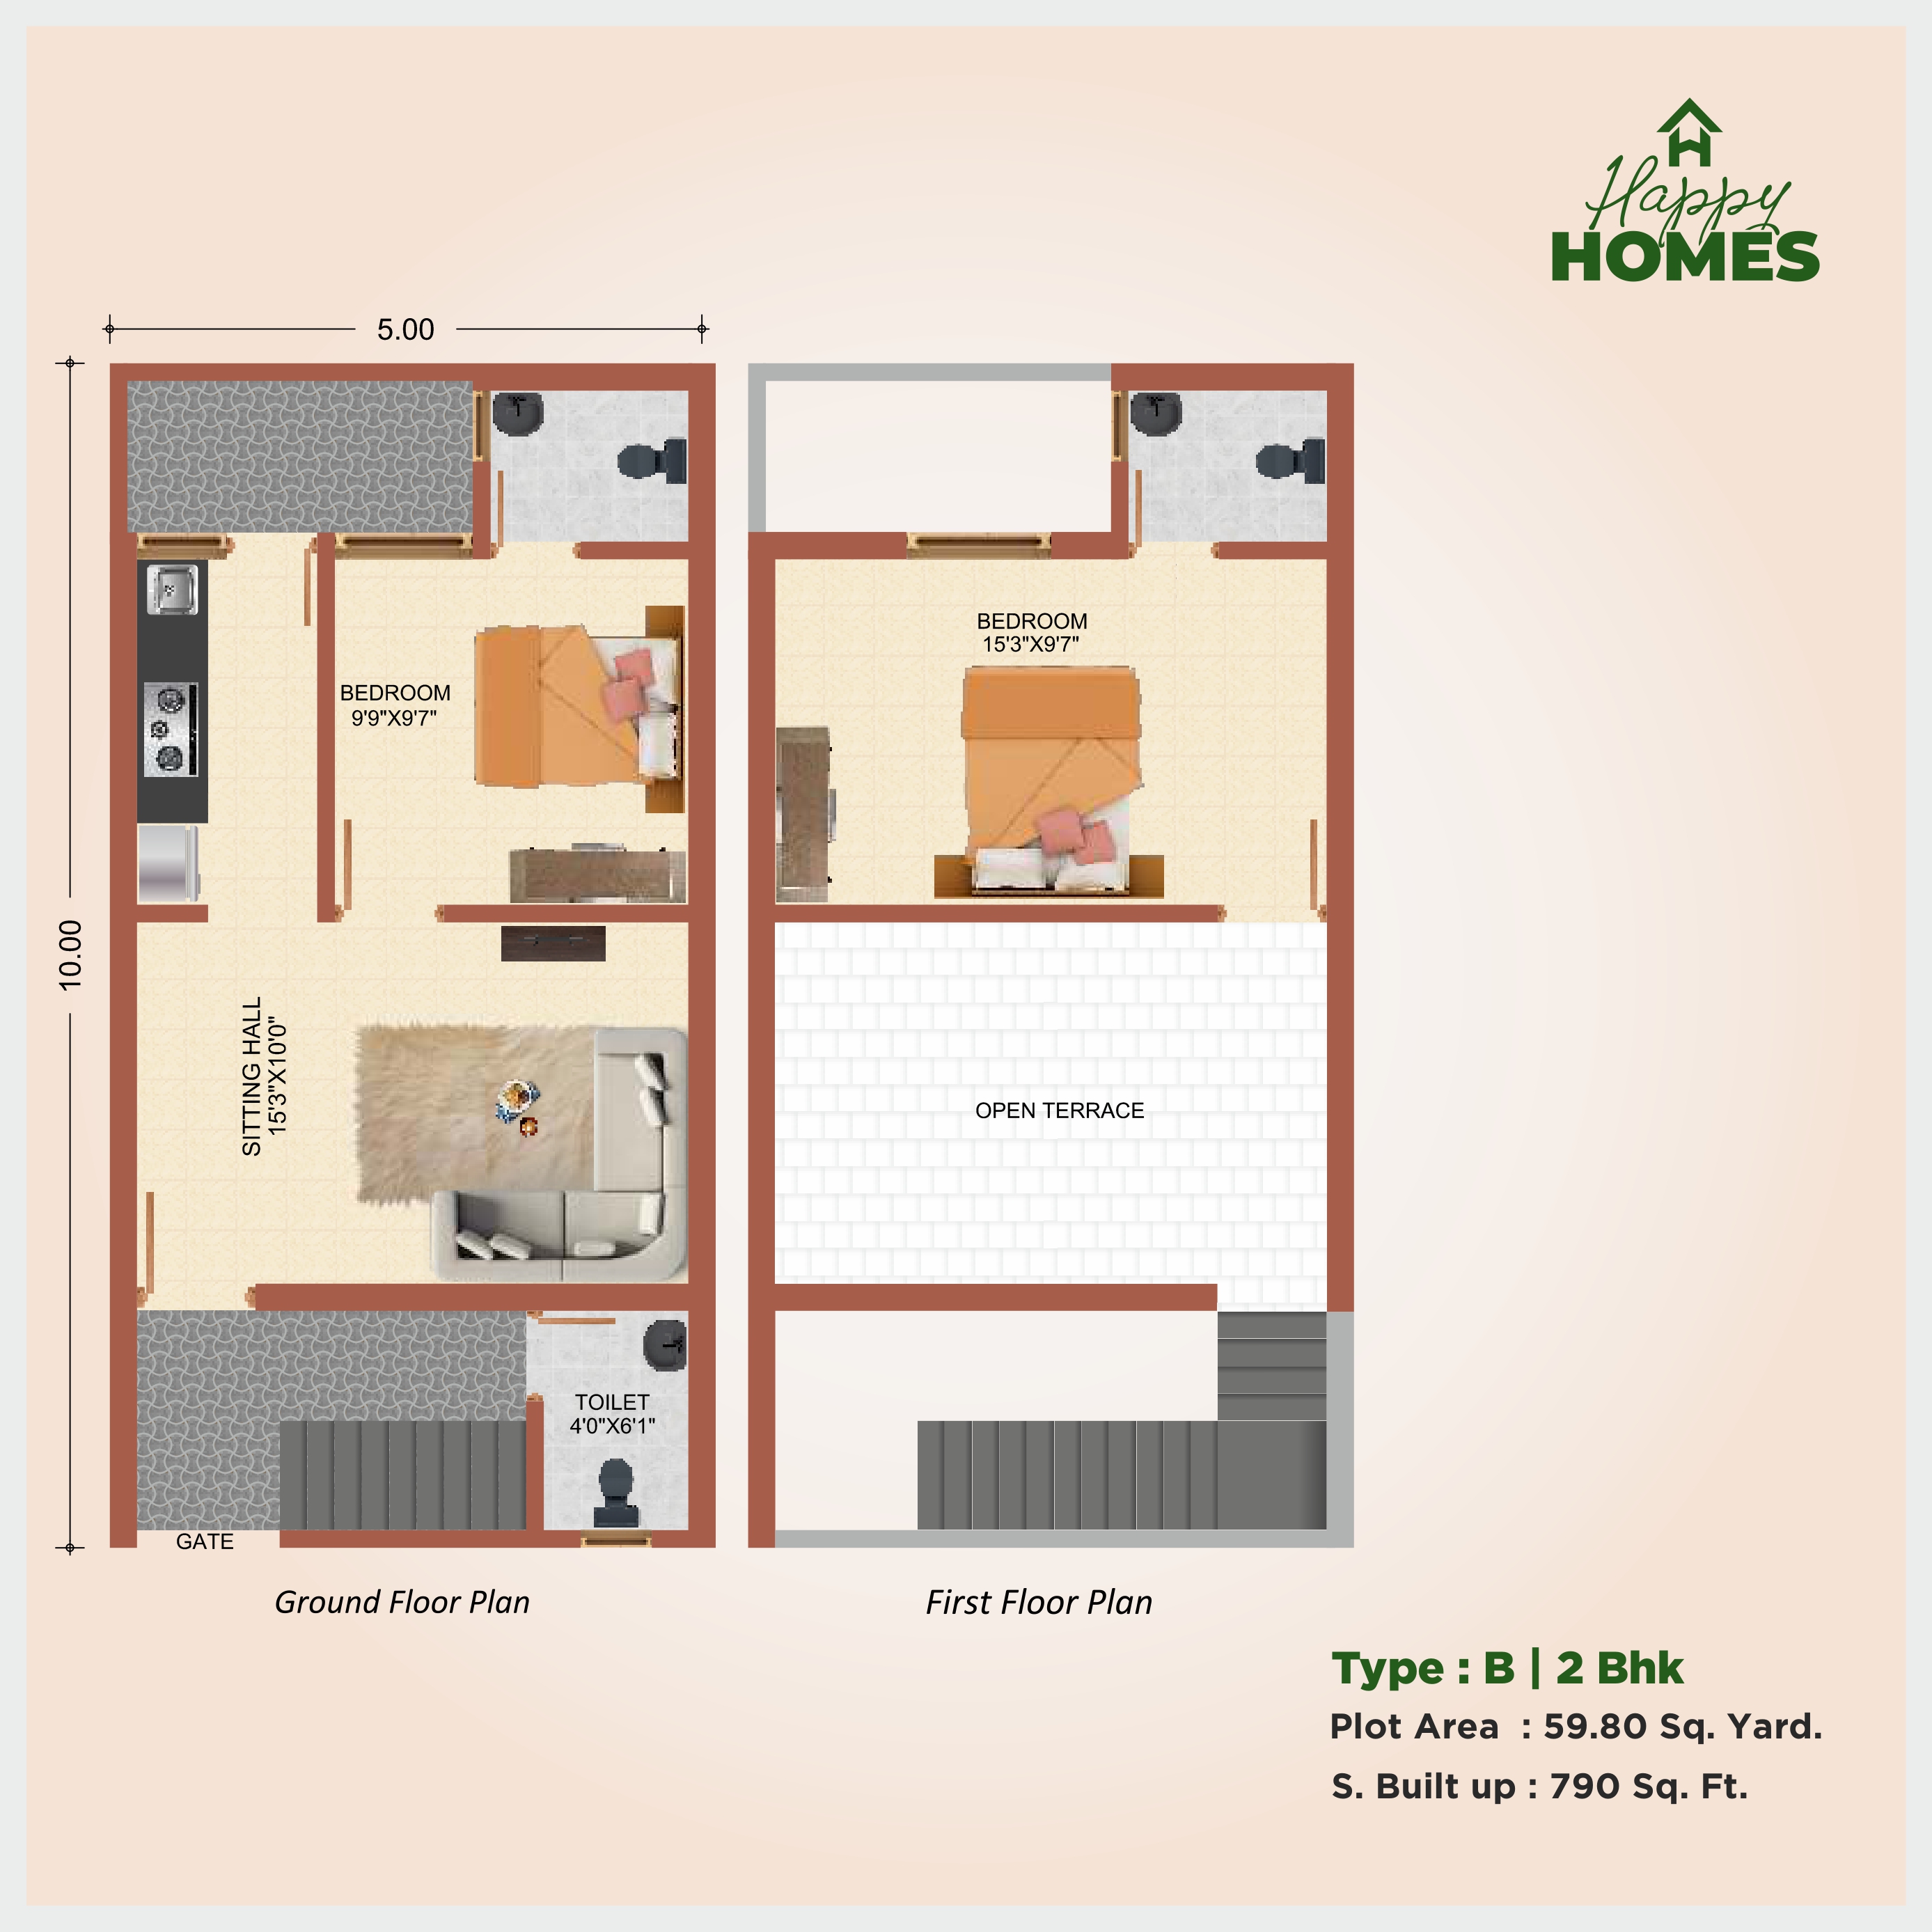 Happy
HOMES
5.00
10.00
BEDROOM
9'9"X9'7"
SITTING HALL
15'3"X10'0"
TOILET
4'0"X6'1"
GATE
Ground Floor Plan
BEDROOM
15'3"X9'7"
OPEN TERRACE
First Floor Plan
Type : B | 2 Bhk
Plot Area : 59.80 Sq. Yard.
S. Built up : 790 Sq. Ft.